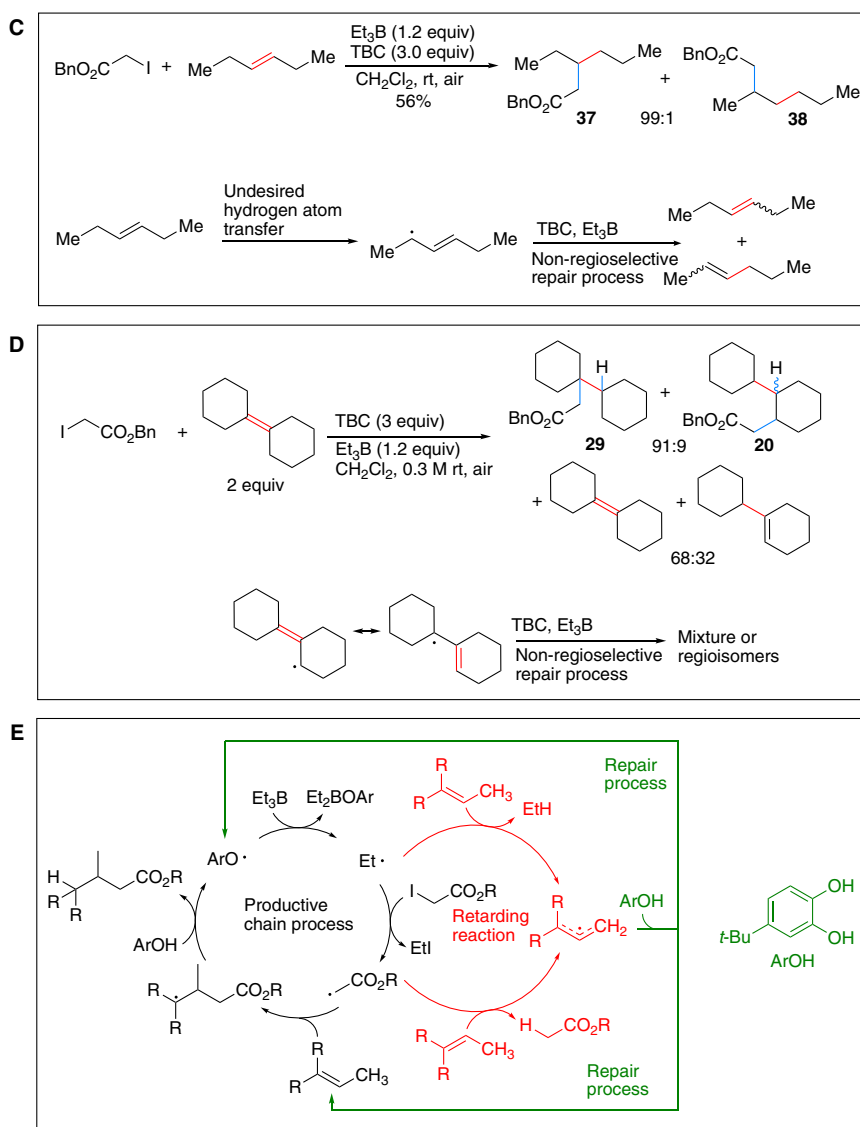 C
Et₃B (1.2 equiv)
TBC (3.0 equiv)
BnO₂C I + Me Me
CH₂Cl₂, rt, air
56%
Me Me
BnO₂C
37
+
99:1
BnO₂C
Me Me
38
Me Me
Undesired
hydrogen atom
transfer
Me Me
TBC, Et₃B
Non-regioselective
repair process
Me Me
+
Me Me
D
I CO₂Bn
+
2 equiv
TBC (3 equiv)
Et₃B (1.2 equiv)
CH₂Cl₂, 0.3 M rt, air
H
BnO₂C
29
+
91:9
H
BnO₂C
20
+ +
68:32
TBC, Et₃B
Non-regioselective
repair process
Mixture or
regioisomers
E
Repair
process
Et₃B Et₂BOAr
R
R CH₃
EtH
ArO· Et·
H CO₂R
R R
Productive
chain process
I CO₂R
EtI
Retarding
reaction
R
R CH₂
ArOH
ArOH
CO₂R
R
R
CO₂R
R
R CH₃
H CO₂R
R
R CH₃
Repair
process
OH
t-Bu OH
ArOH